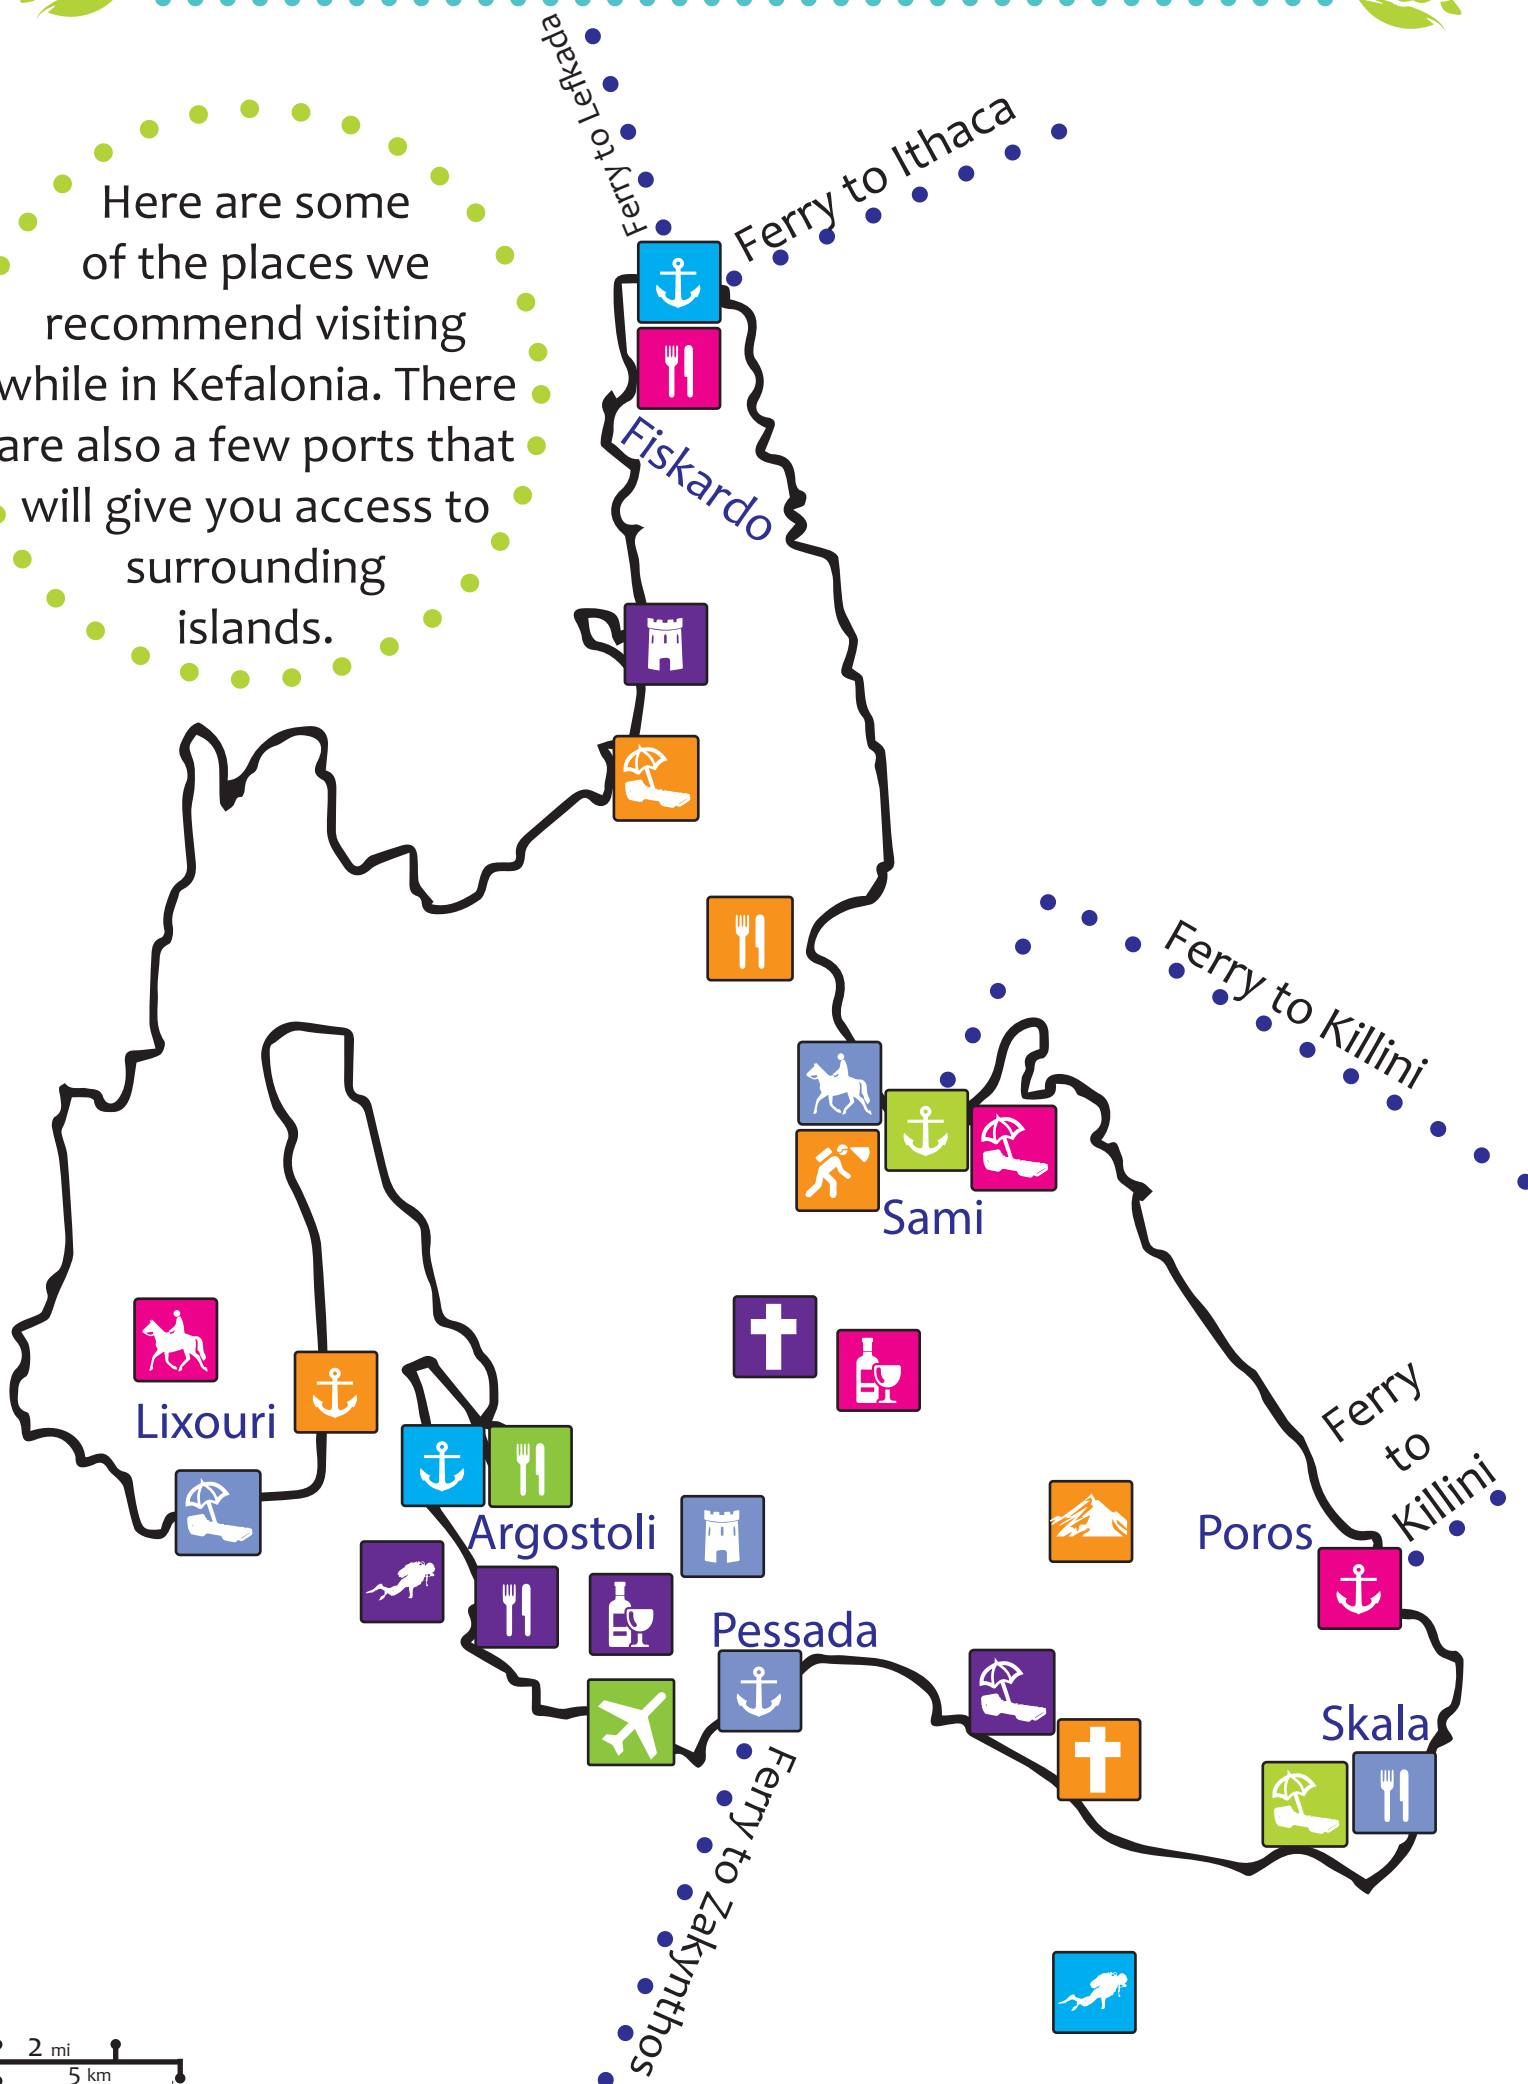 Ferry to Lefkada
Ferry to Ithaca
Here are some
of the places we
recommend visiting
while in Kefalonia. There
are also a few ports that
will give you access to
surrounding
islands.
Fiskardo
Ferry to Killini
Sami
Lixouri
Ferry
to
Killini
Argostoli
Poros
Pessada
Skala
Ferry to Zakynthos
2 mi
5 km